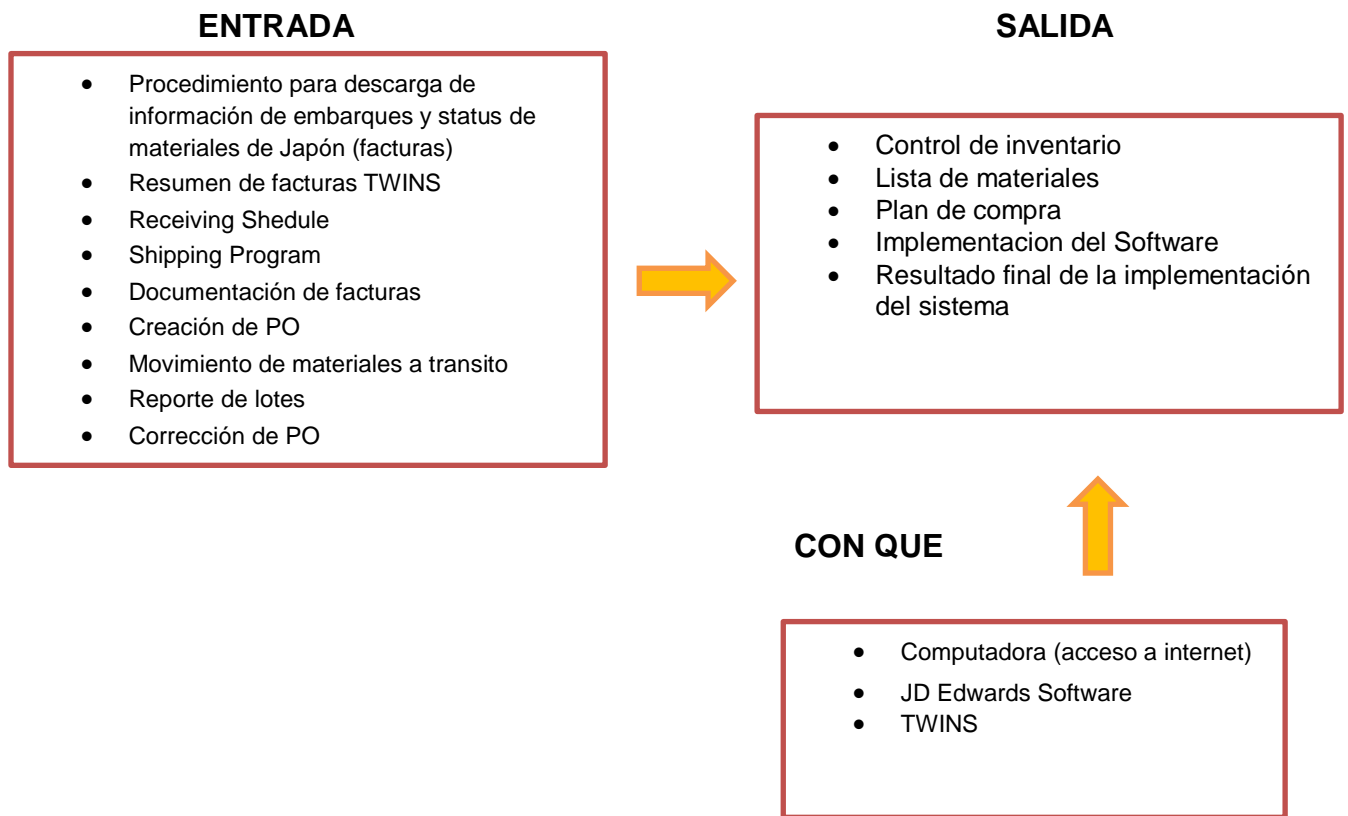 ENTRADA
Procedimiento para descarga de
información de embarques y status de
materiales de Japón (facturas)
Resumen de facturas TWINS
Receiving Shedule
Shipping Program
Documentación de facturas
Creación de PO
Movimiento de materiales a transito
Reporte de lotes
Corrección de PO
SALIDA
Control de inventario
Lista de materiales
Plan de compra
Implementacion del Software
Resultado final de la implementación
del sistema
CON QUE
Computadora (acceso a internet)
JD Edwards Software
TWINS